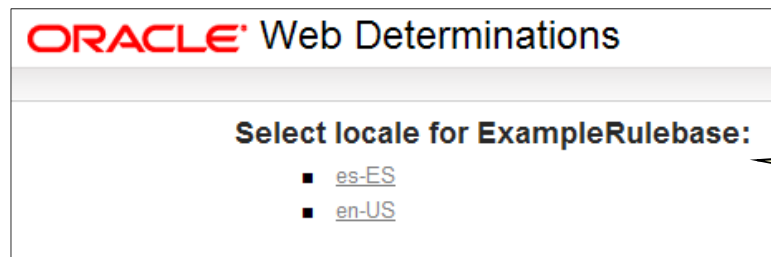 ORACLE Web Determinations
Select locale for ExampleRulebase:
es-ES
en-US